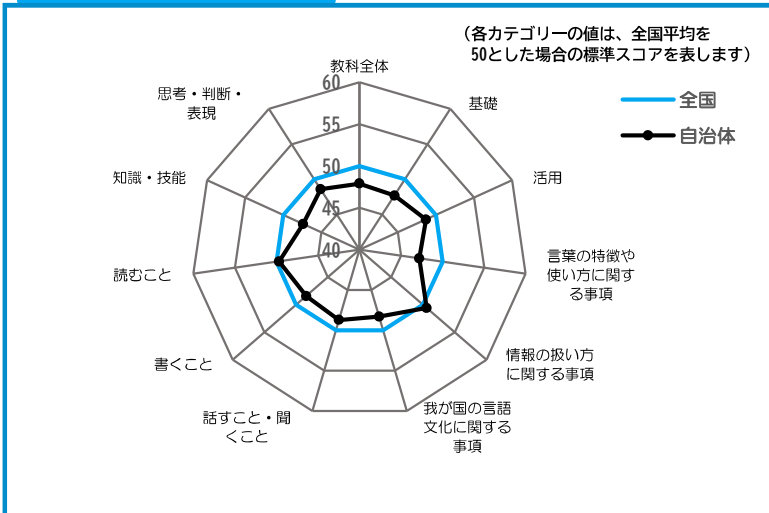 （各カテゴリーの値は、全国平均を
50とした場合の標準スコアを表します）
全国
自治体
教科全体
基礎
活用
言葉の特徴や
使い方に関す
る事項
情報の扱い方
に関する事項
我が国の言語
文化に関する
事項
話すこと・聞
くこと
書くこと
読むこと
知識・技能
思考・判断・
表現
60
55
50
45
40